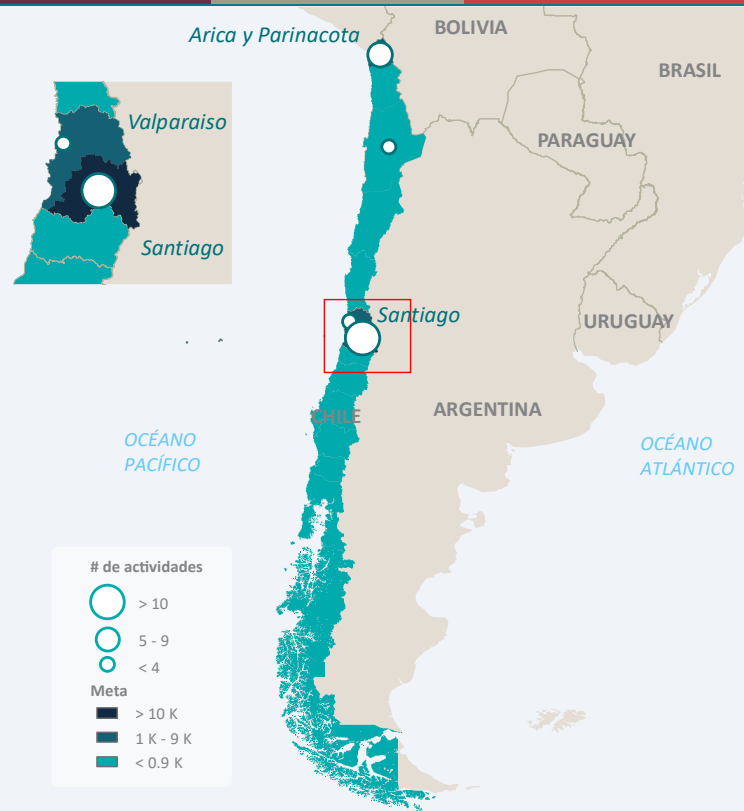 Arica y Parinacota
BOLIVIA
BRASIL
Valparaiso
PARAGUAY
Santiago
Santiago
URUGUAY
CHILE
ARGENTINA
OCÉANO
PACÍFICO
OCÉANO
ATLÁNTICO
# de actividades
> 10
5 - 9
< 4
Meta
> 10 K
1 K - 9 K
< 0.9 K